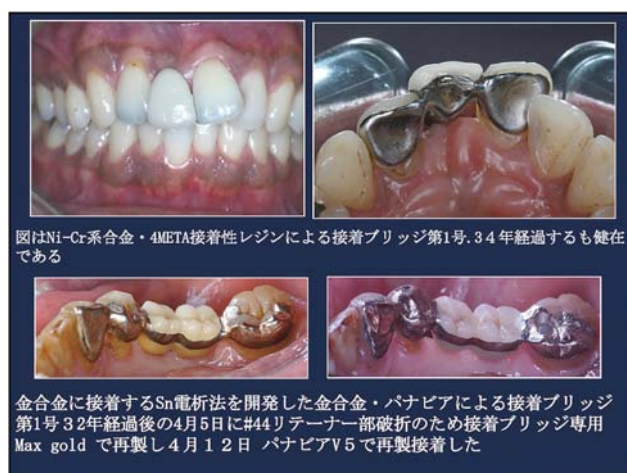 図はNi-Cr系合金・4META接着性レジンによる接着ブリッジ第1号.34年経過するも健在
である
金合金に接着するSn電析法を開発した金合金・パナビアによる接着ブリッジ
第1号32年経過後の4月5日に#44リテーナー部破折のため接着ブリッジ専用
Max gold で再製し4月12日 パナビアV5で再製接着した